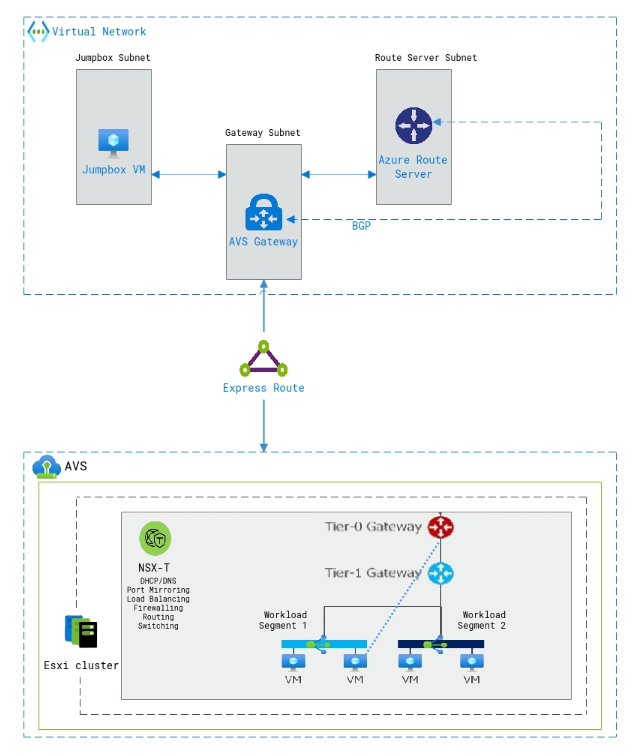 Virtual Network
Jumpbox Subnet
Route Server Subnet
Gateway Subnet
Jumpbox VM
Azure Route
Server
AVS Gateway
BGP
Express Route
AVS
Tier-0 Gateway
NSX-T
DHCP/DNS
Port Mirroring
Load Balancing
Firewalling
Routing
Switching
Tier-1 Gateway
Workload
Segment 1
Workload
Segment 2
Esxi cluster
VM
VM
VM
VM